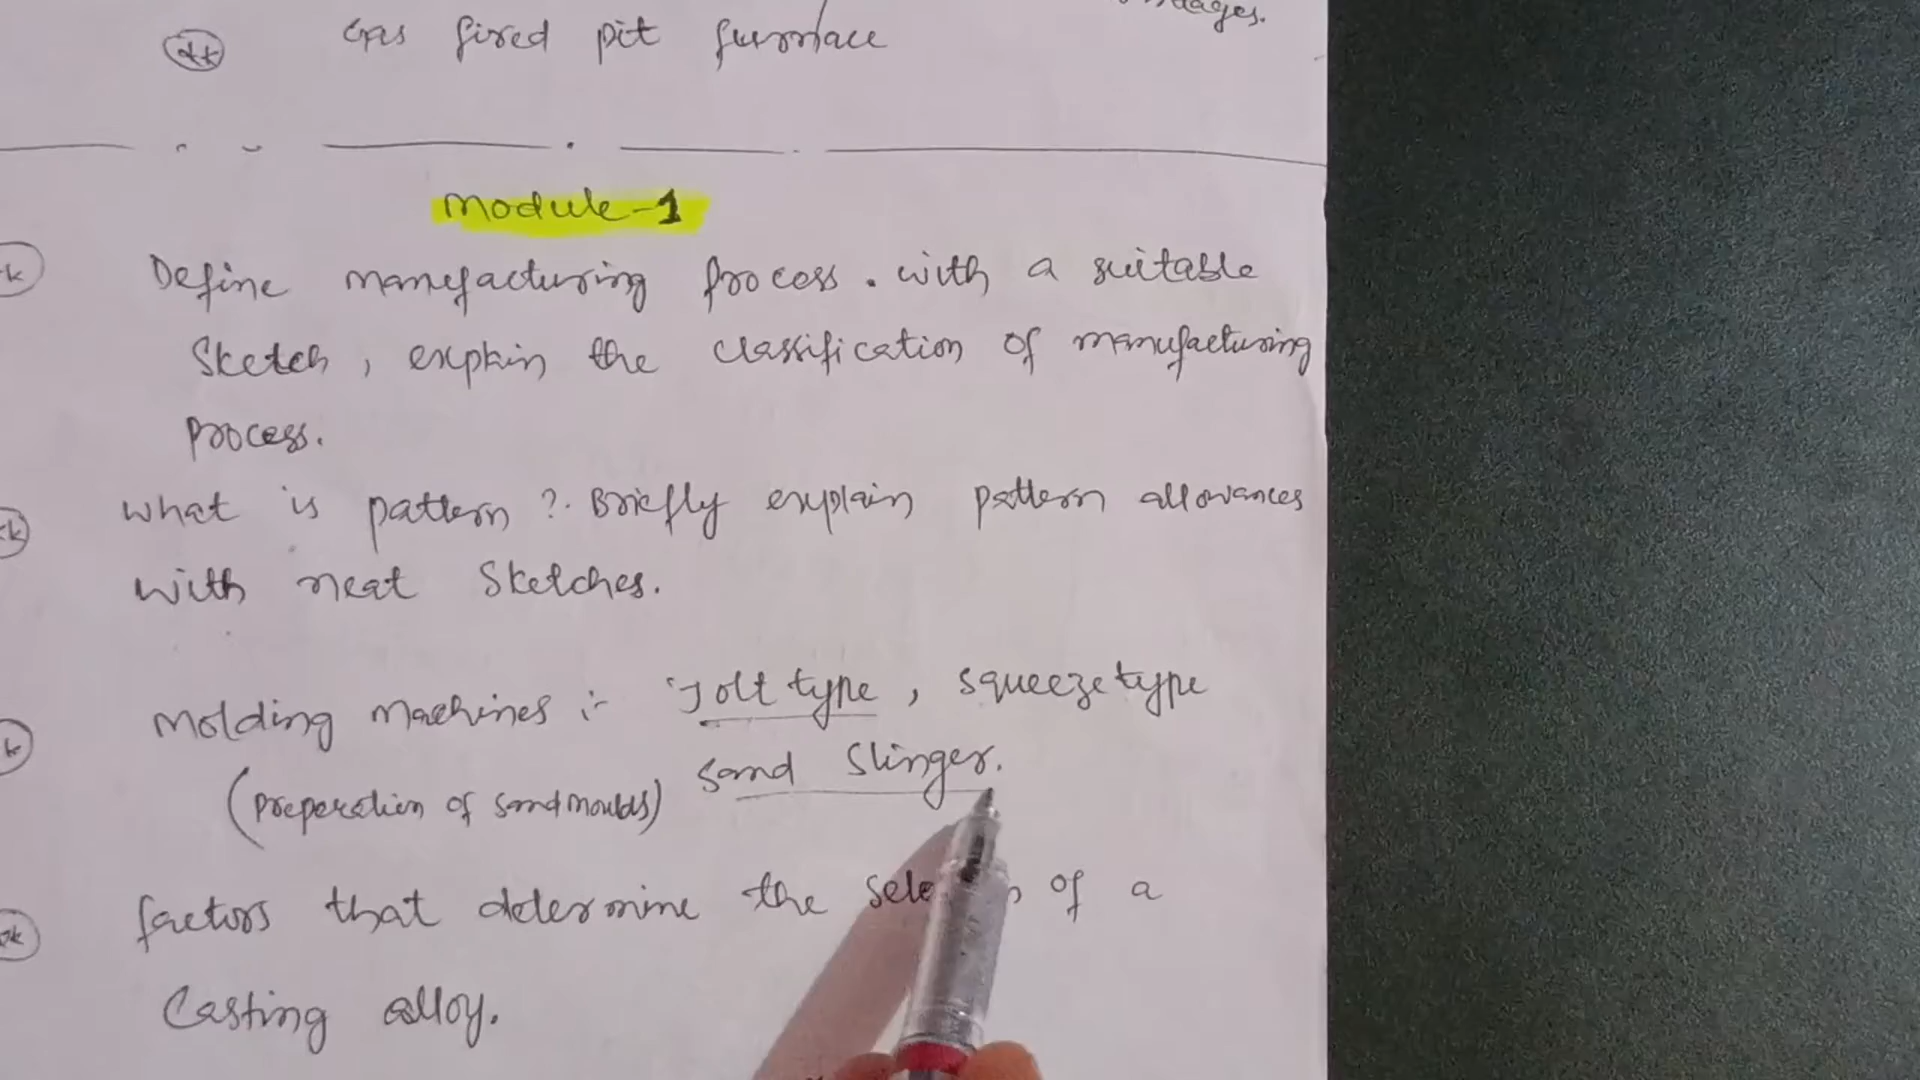 Gas fired pit furnace
Module-1
Define manufacturing process. with a suitable
Sketch, explain the classification of manufacturing
process.
what is pattern ? Briefly explain pattern allowances
with neat Sketches.
Molding Machines :- Jolt type, squeeze type
(preparation of sand moulds) Sand Slinger.
factors that determine the of a
Casting alloy.